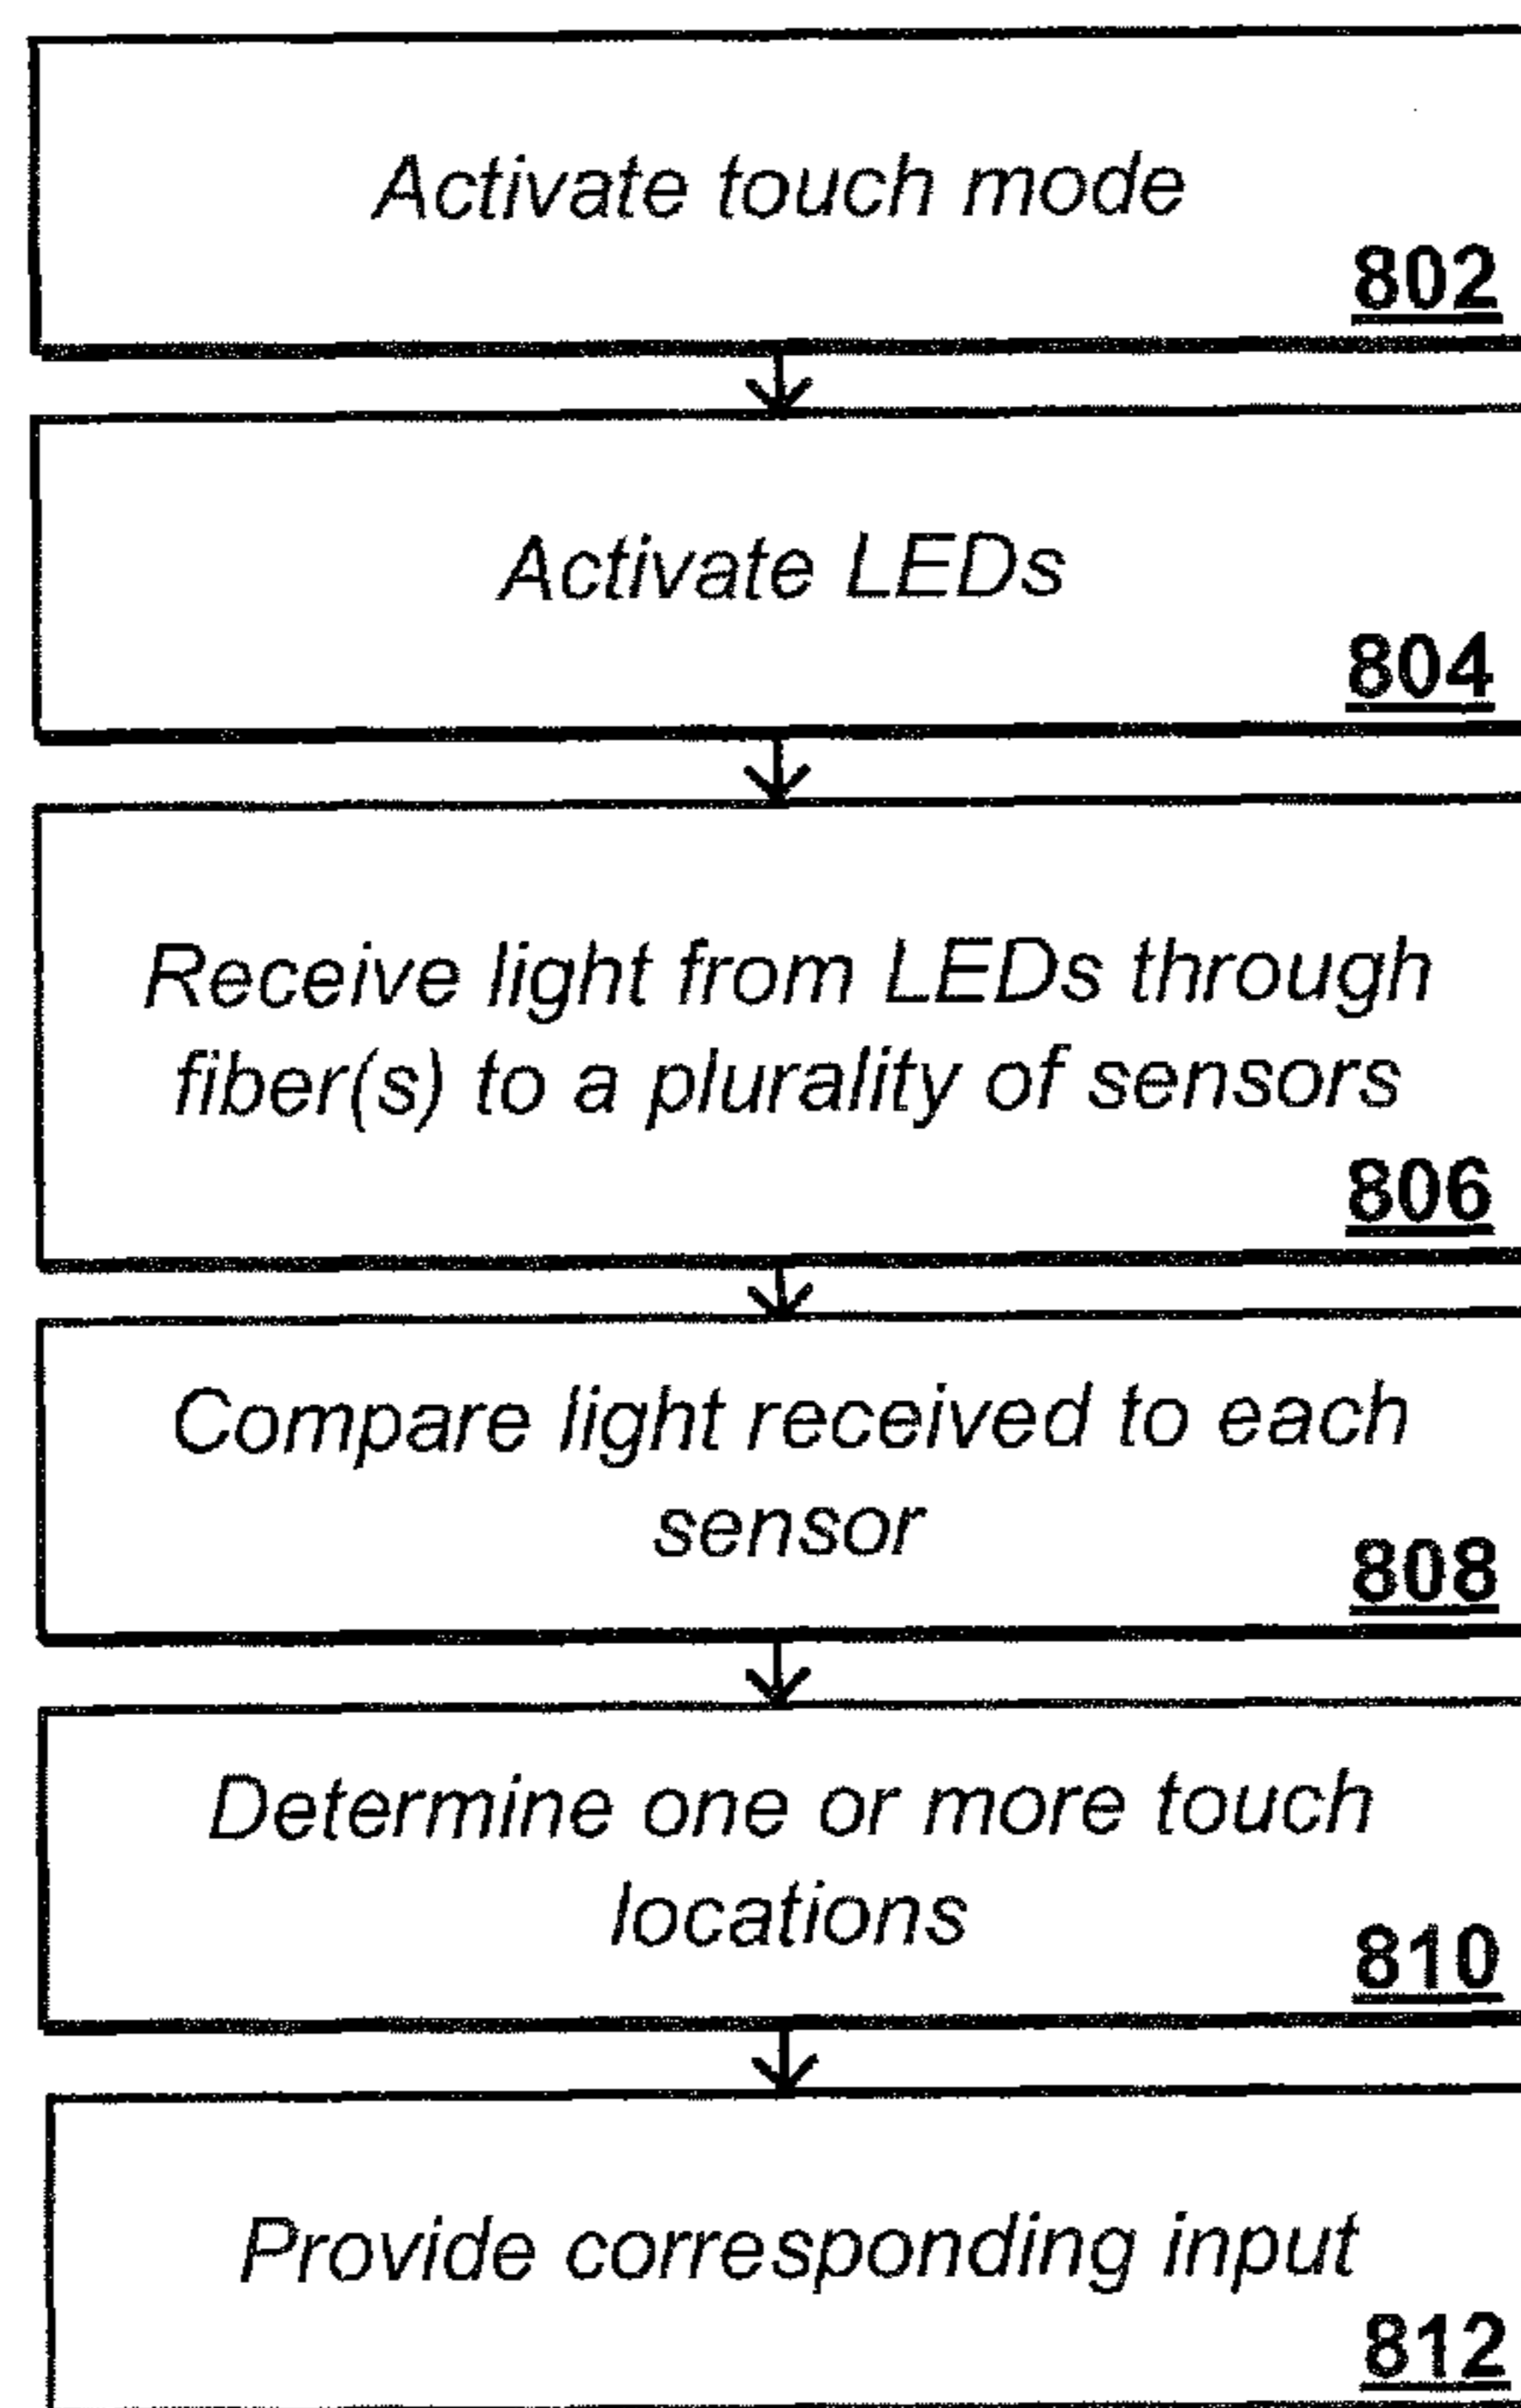 Activate touch mode
802
Activate LEDs
804
Receive light from LEDs through
fiber(s) to a plurality of sensors
806
Compare light received to each
sensor
808
Determine one or more touch
locations
810
Provide corresponding input
812